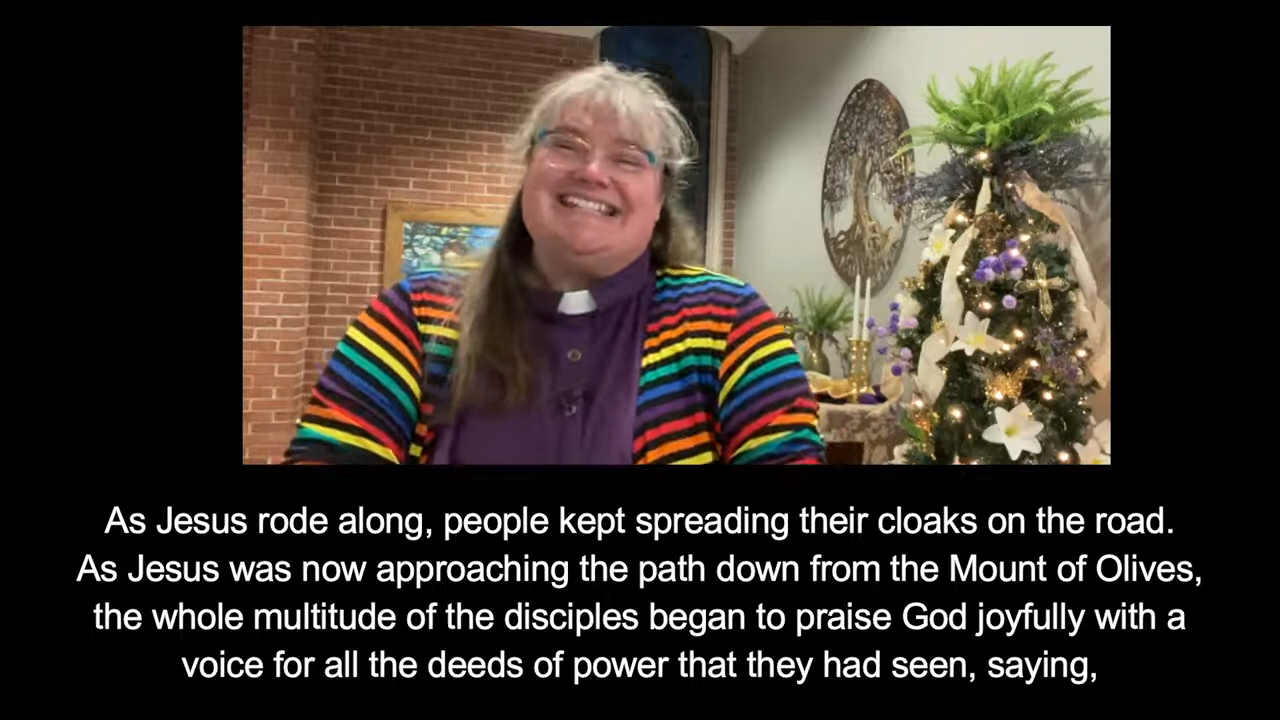 As Jesus rode along, people kept spreading their cloaks on the road.
As Jesus was now approaching the path down from the Mount of Olives,
the whole multitude of the disciples began to praise God joyfully with a
voice for all the deeds of power that they had seen, saying,